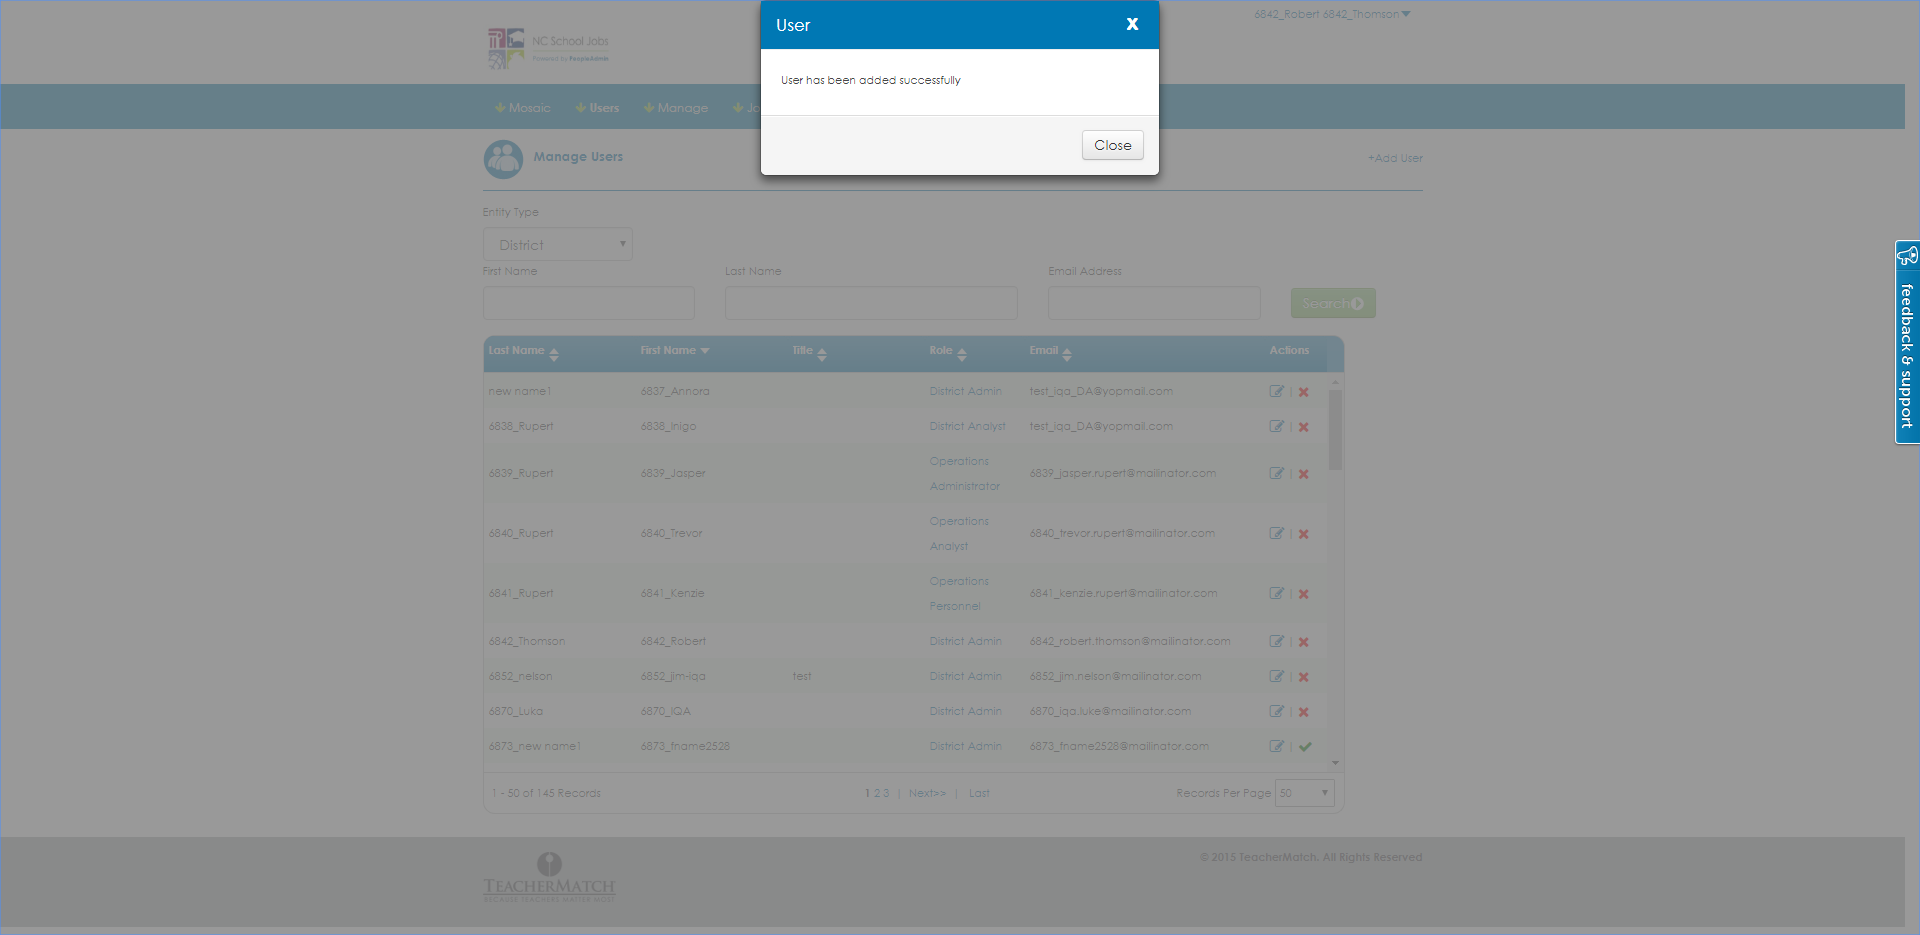 User
X
User has been added successfully
Close
6842_Robert 6842_Thomson
NC School Jobs
Powered by PeopleAdmin
Mosaic
Users
Manage
Jo
Manage Users
+Add User
Entity Type
District
First Name
Last Name
Email Address
Search
feedback & support
Last Name First Name Title Role Email Actions
new name1 6837_Annora District Admin test_iqa_DA@yopmail.com
6838_Rupert 6838_Inigo District Analyst test_iqa_DA@yopmail.com
6839_Rupert 6839_Jasper Operations Administrator 6839_jasper.rupert@mailinator.com
6840_Rupert 6840_Trevor Operations Analyst 6840_trevor.rupert@mailinator.com
6841_Rupert 6841_Kenzie Operations Personnel 6841_kenzie.rupert@mailinator.com
6842_Thomson 6842_Robert District Admin 6842_robert.thomson@mailinator.com
6852_nelson 6852_jim-iqa test District Admin 6852_jim.nelson@mailinator.com
6870_Luka 6870_IQA District Admin 6870_iqa.luke@mailinator.com
6873_new name1 6873_fname2528 District Admin 6873_fname2528@mailinator.com
1 - 50 of 145 Records 1 2 3 | Next>> | Last Records Per Page 50
© 2015 TeacherMatch. All Rights Reserved
TEACHERMATCH
BECAUSE TEACHERS MATTER MOST